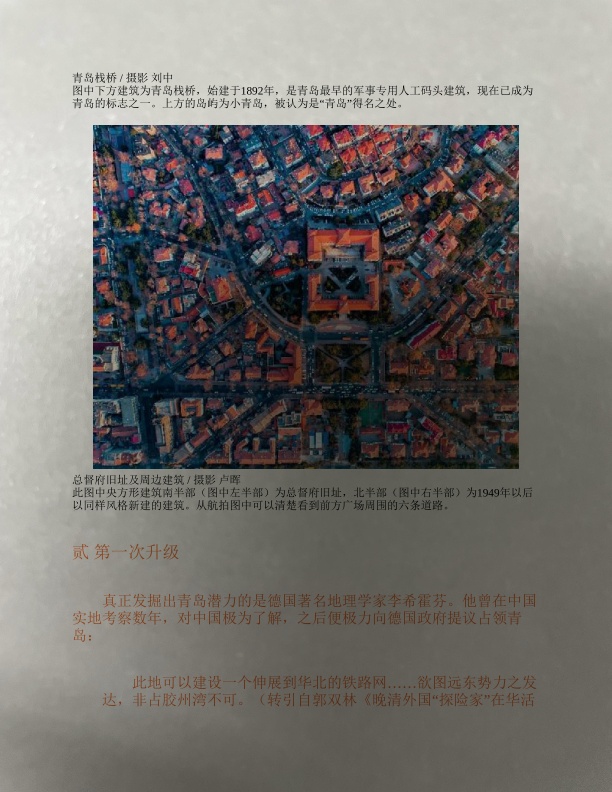 青岛栈桥 / 摄影 刘中
图中下方建筑为青岛栈桥，始建于1892年，是青岛最早的军事专用人工码头建筑，现在已成为
青岛的标志之一。上方的岛屿为小青岛，被认为是“青岛”得名之处。
总督府旧址及周边建筑 / 摄影 卢晖
此图中央方形建筑南半部（图中左半部）为总督府旧址，北半部（图中右半部）为1949年以后
以同样风格新建的建筑。从航拍图中可以清楚看到前方广场周围的六条道路。
贰 第一次升级
真正发掘出青岛潜力的是德国著名地理学家李希霍芬。他曾在中国
实地考察数年，对中国极为了解，之后便极力向德国政府提议占领青
岛：
此地可以建设一个伸展到华北的铁路网……欲图远东势力之发
达，非占胶州湾不可。（转引自郭双林《晚清外国“探险家”在华活